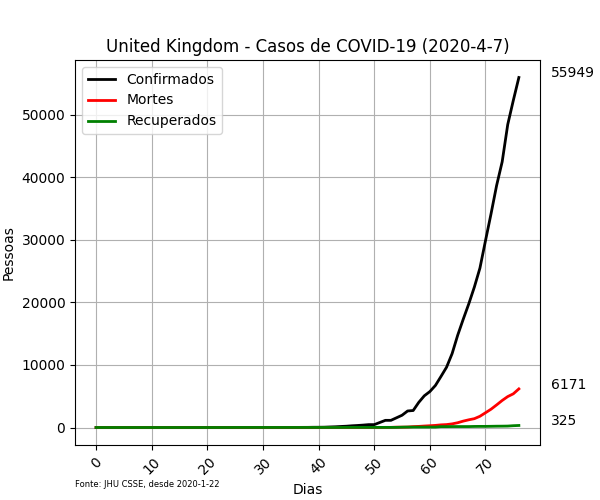 United Kingdom - Casos de COVID-19 (2020-4-7)
Confirmados
Mortes
Recuperados
55949
6171
325
Pessoas
50000
40000
30000
20000
10000
0
0 10 20 30 40 50 60 70
Dias
Fonte: JHU CSSE, desde 2020-1-22